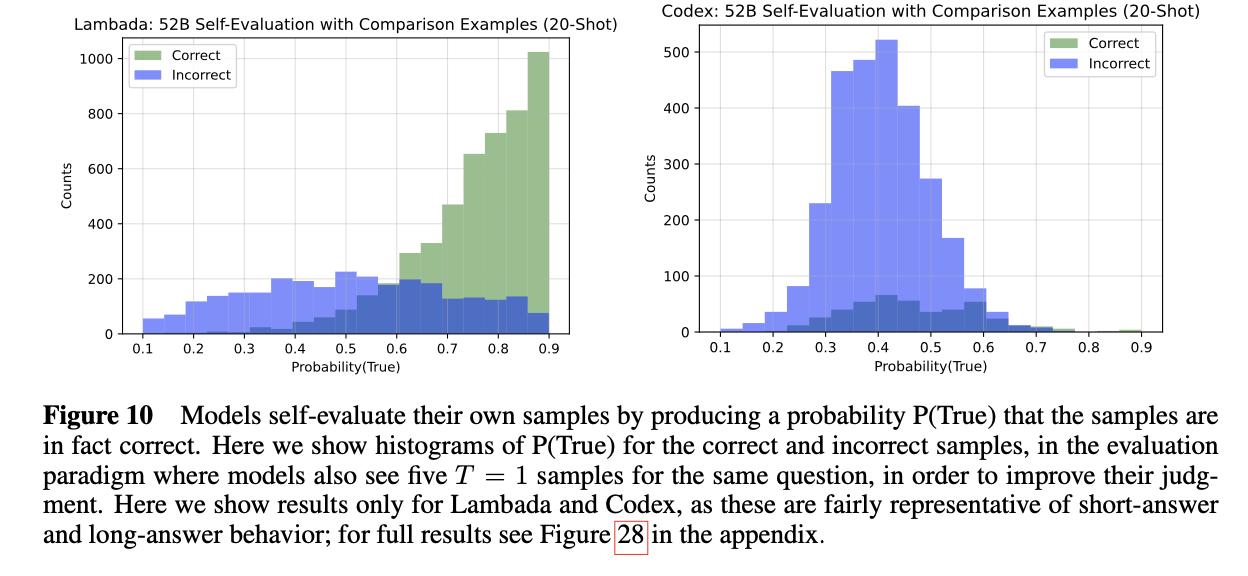 Lambada: 52B Self-Evaluation with Comparison Examples (20-Shot)
Correct
Incorrect
Counts
1000
800
600
400
200
0
0.1 0.2 0.3 0.4 0.5 0.6 0.7 0.8 0.9
Probability(True)
Codex: 52B Self-Evaluation with Comparison Examples (20-Shot)
Correct
Incorrect
Counts
500
400
300
200
100
0
0.1 0.2 0.3 0.4 0.5 0.6 0.7 0.8 0.9
Probability(True)
Figure 10 Models self-evaluate their own samples by producing a probability P(True) that the samples are
in fact correct. Here we show histograms of P(True) for the correct and incorrect samples, in the evaluation
paradigm where models also see five T = 1 samples for the same question, in order to improve their judg-
ment. Here we show results only for Lambada and Codex, as these are fairly representative of short-answer
and long-answer behavior; for full results see Figure 28 in the appendix.